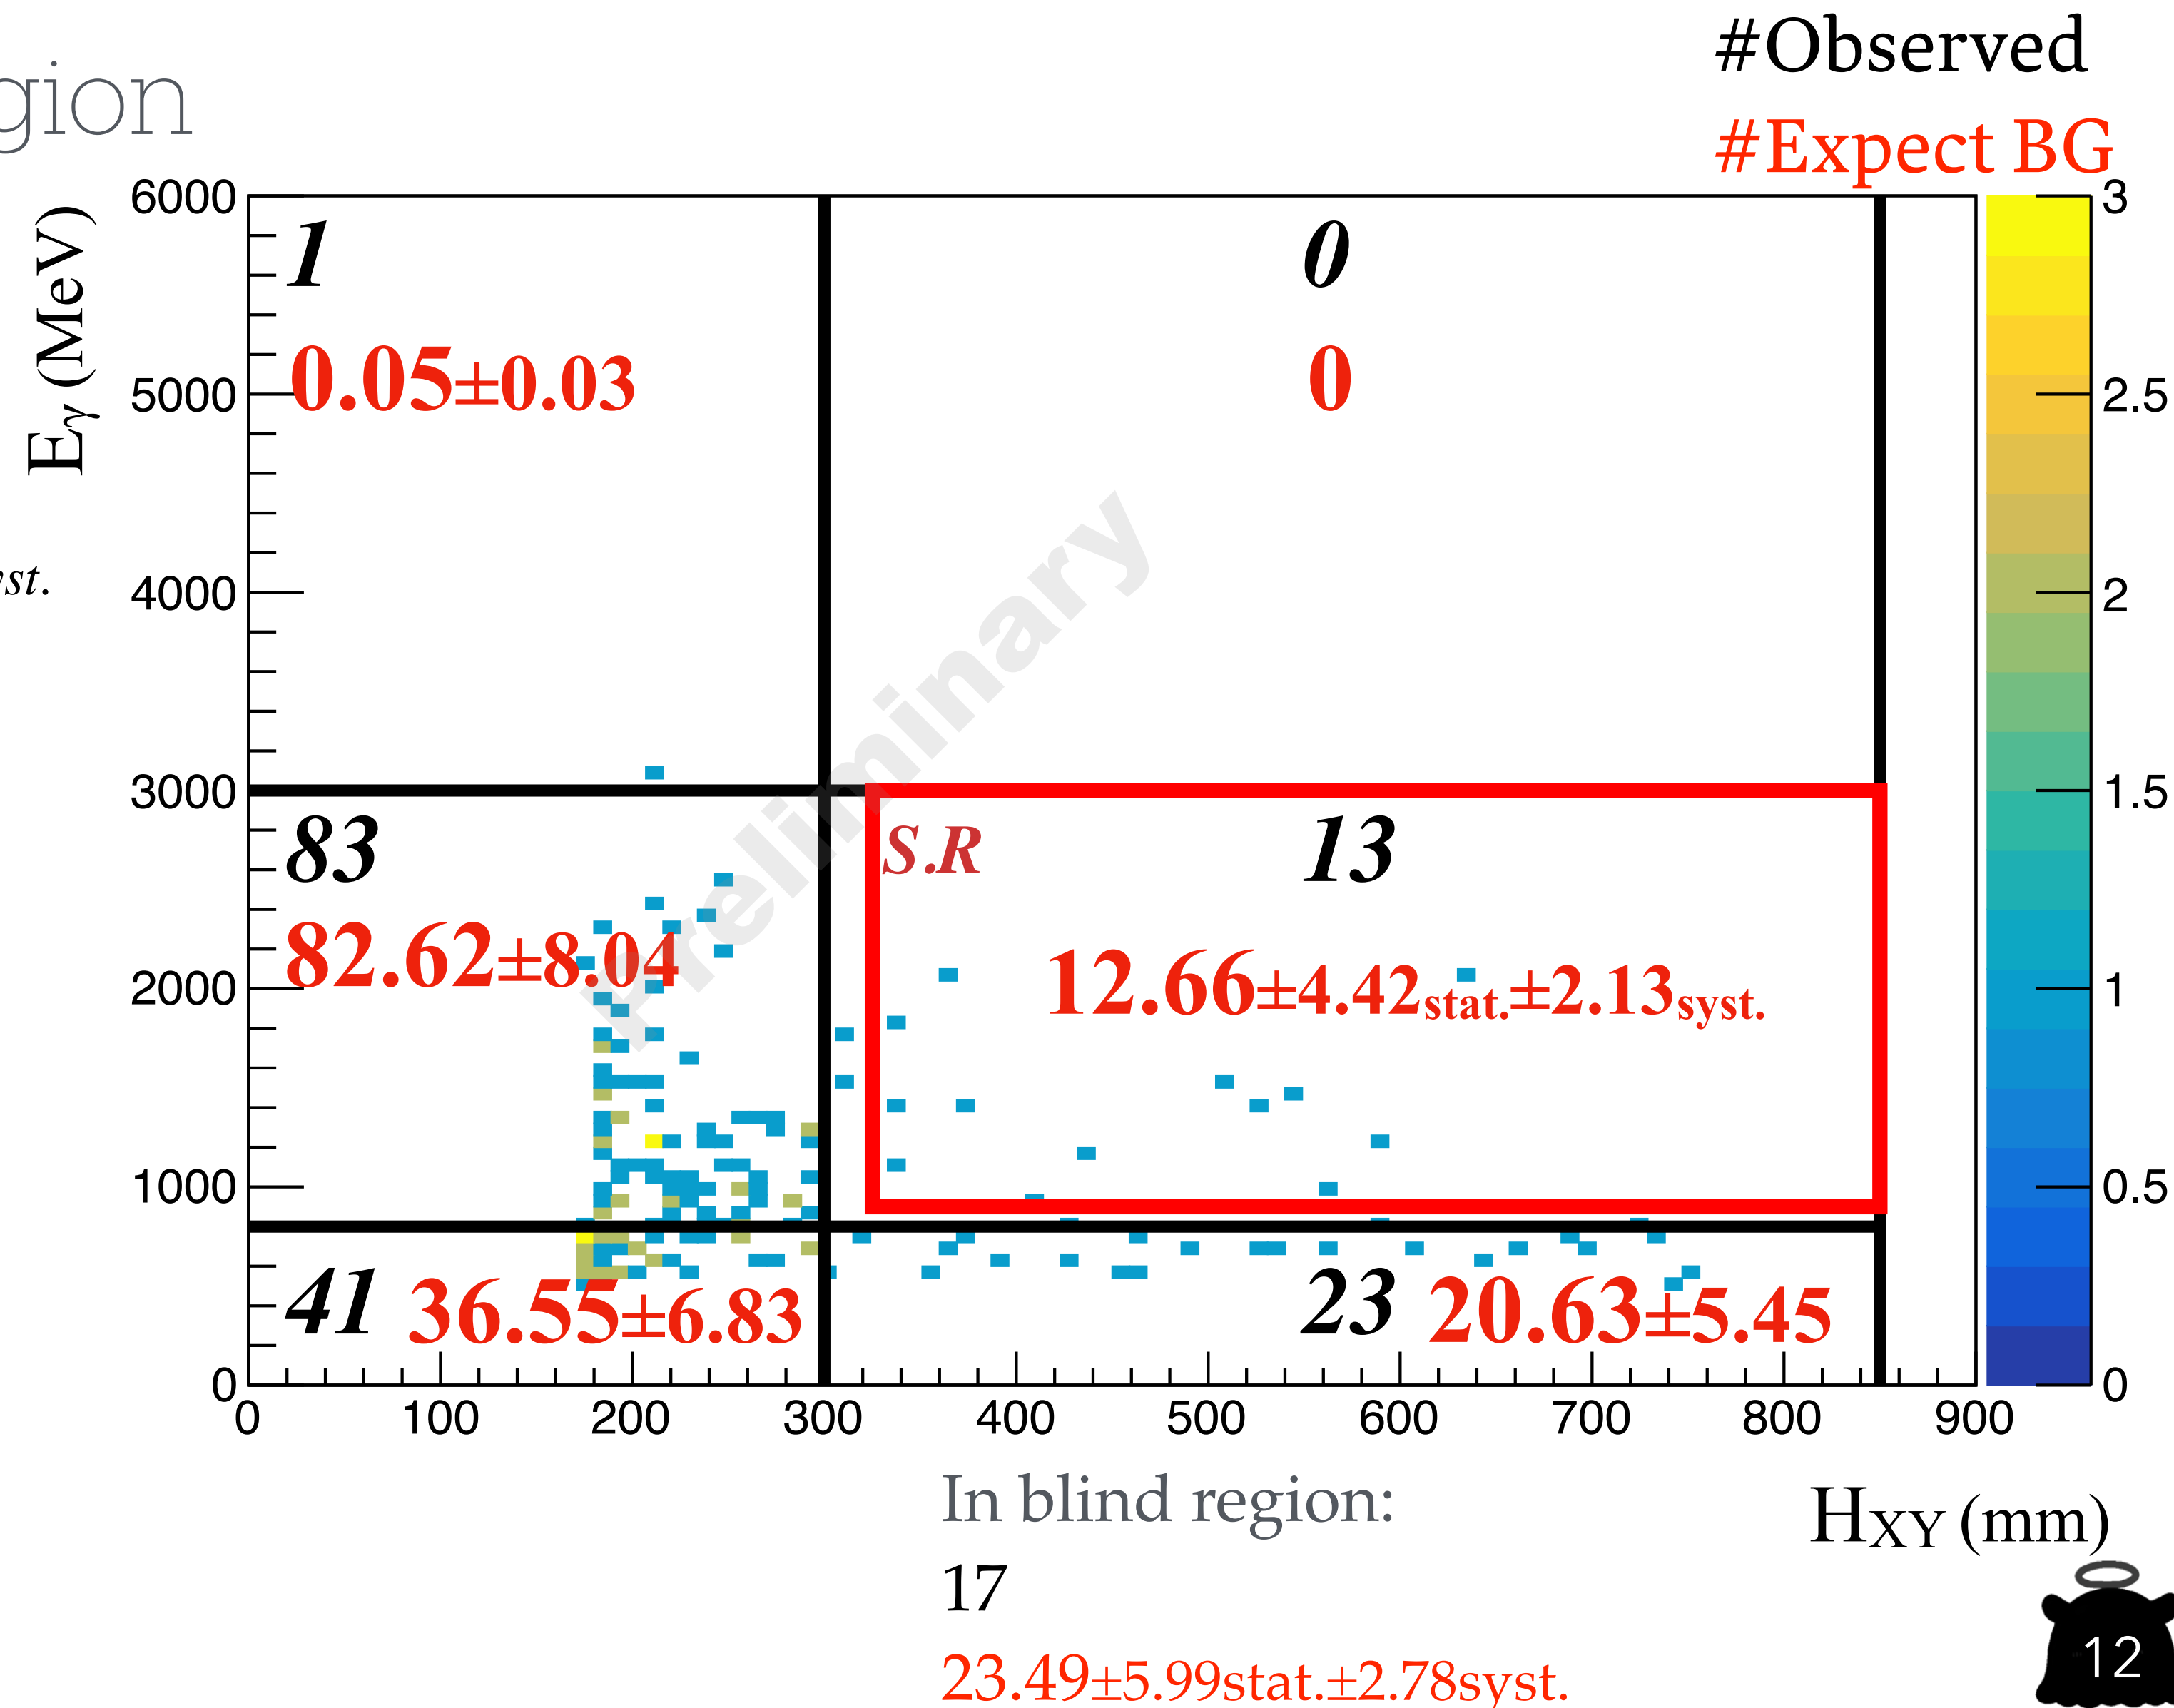 #Observed
gion
#Expect BG
6000
5000
4000
3000
2000
1000
0
E𝛾 (MeV)
yst.
1
0.05±0.03
0
0
Preliminary
83
82.62±8.04
S.R
13
12.66±4.42stat.±2.13syst.
41 36.55±6.83
23 20.63±5.45
3
2.5
2
1.5
1
0.5
0
0 100 200 300 400 500 600 700 800 900
HXY (mm)
In blind region:
17
23.49±5.99stat.±2.78syst.
12